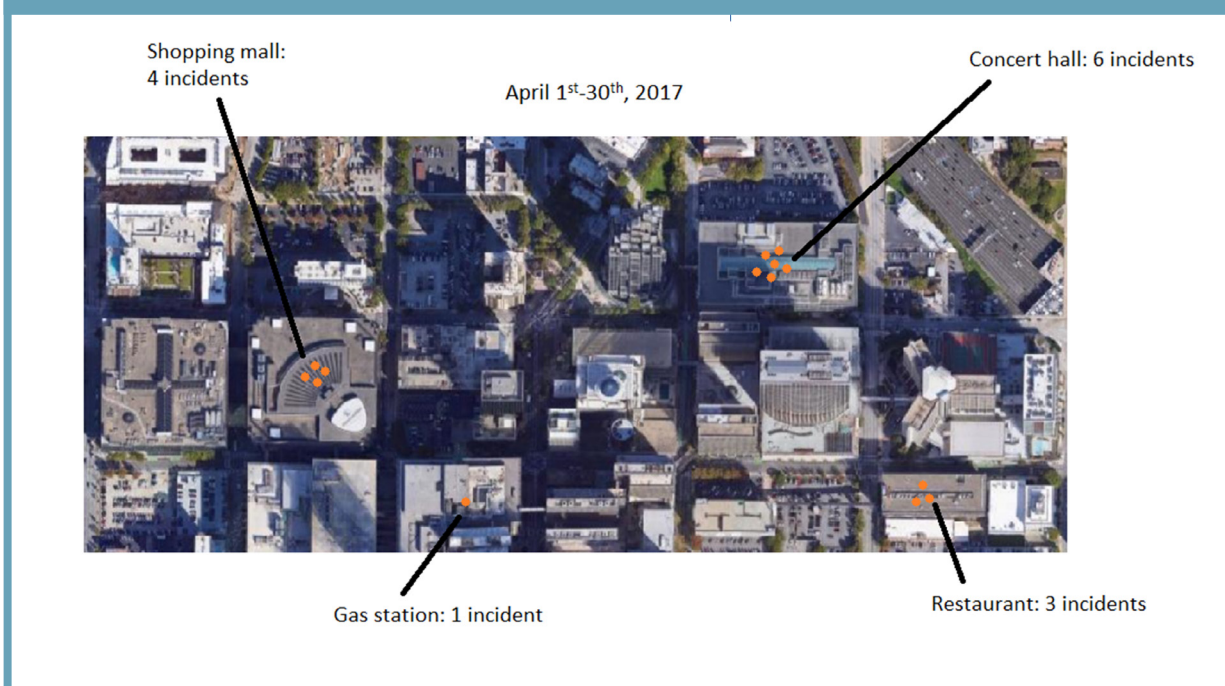 Shopping mall:
4 incidents
Concert hall: 6 incidents
April 1st-30th, 2017
Gas station: 1 incident
Restaurant: 3 incidents